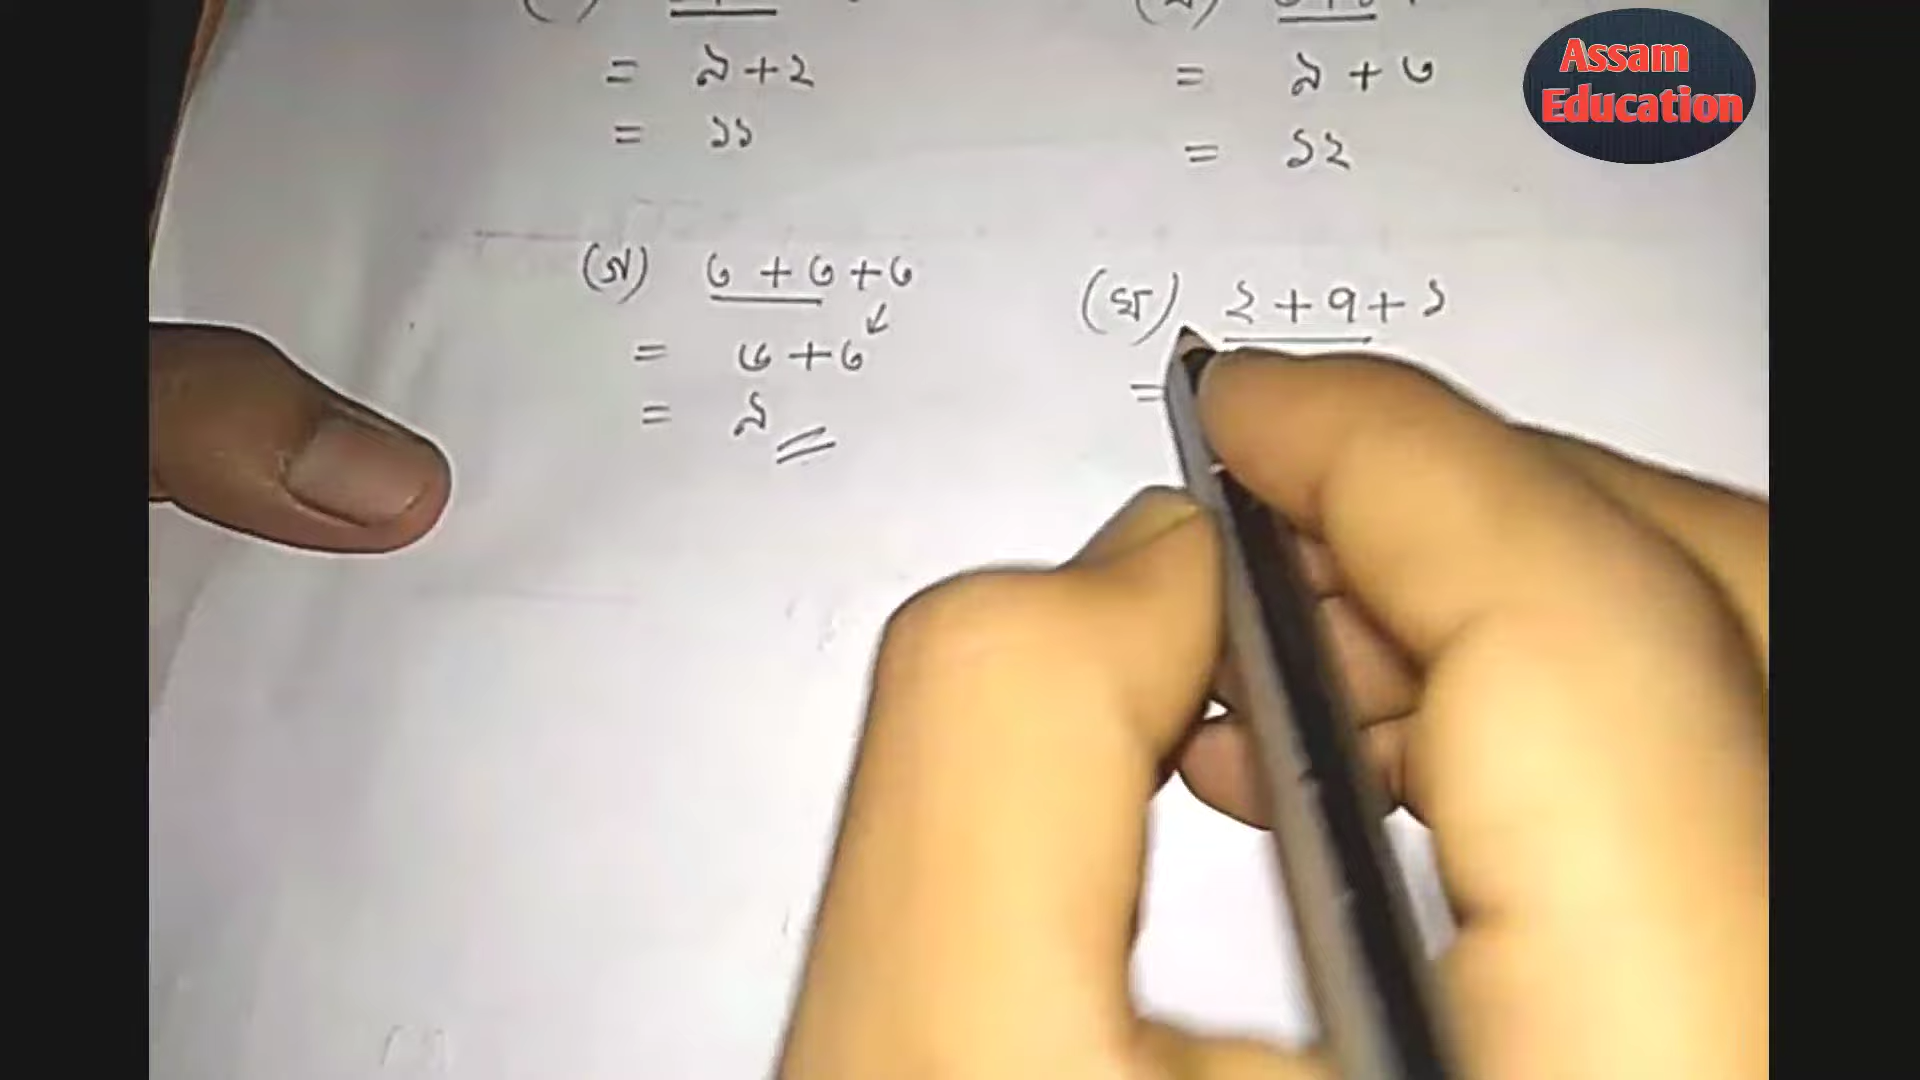 = ৯+২
= ১১
= ৯ + ৩
= ১২
(গ) ৩ + ৩ + ৩
= ৬ + ৩
= ৯
(ঘ) ২ + ৭ + ১
=
Assam
Education